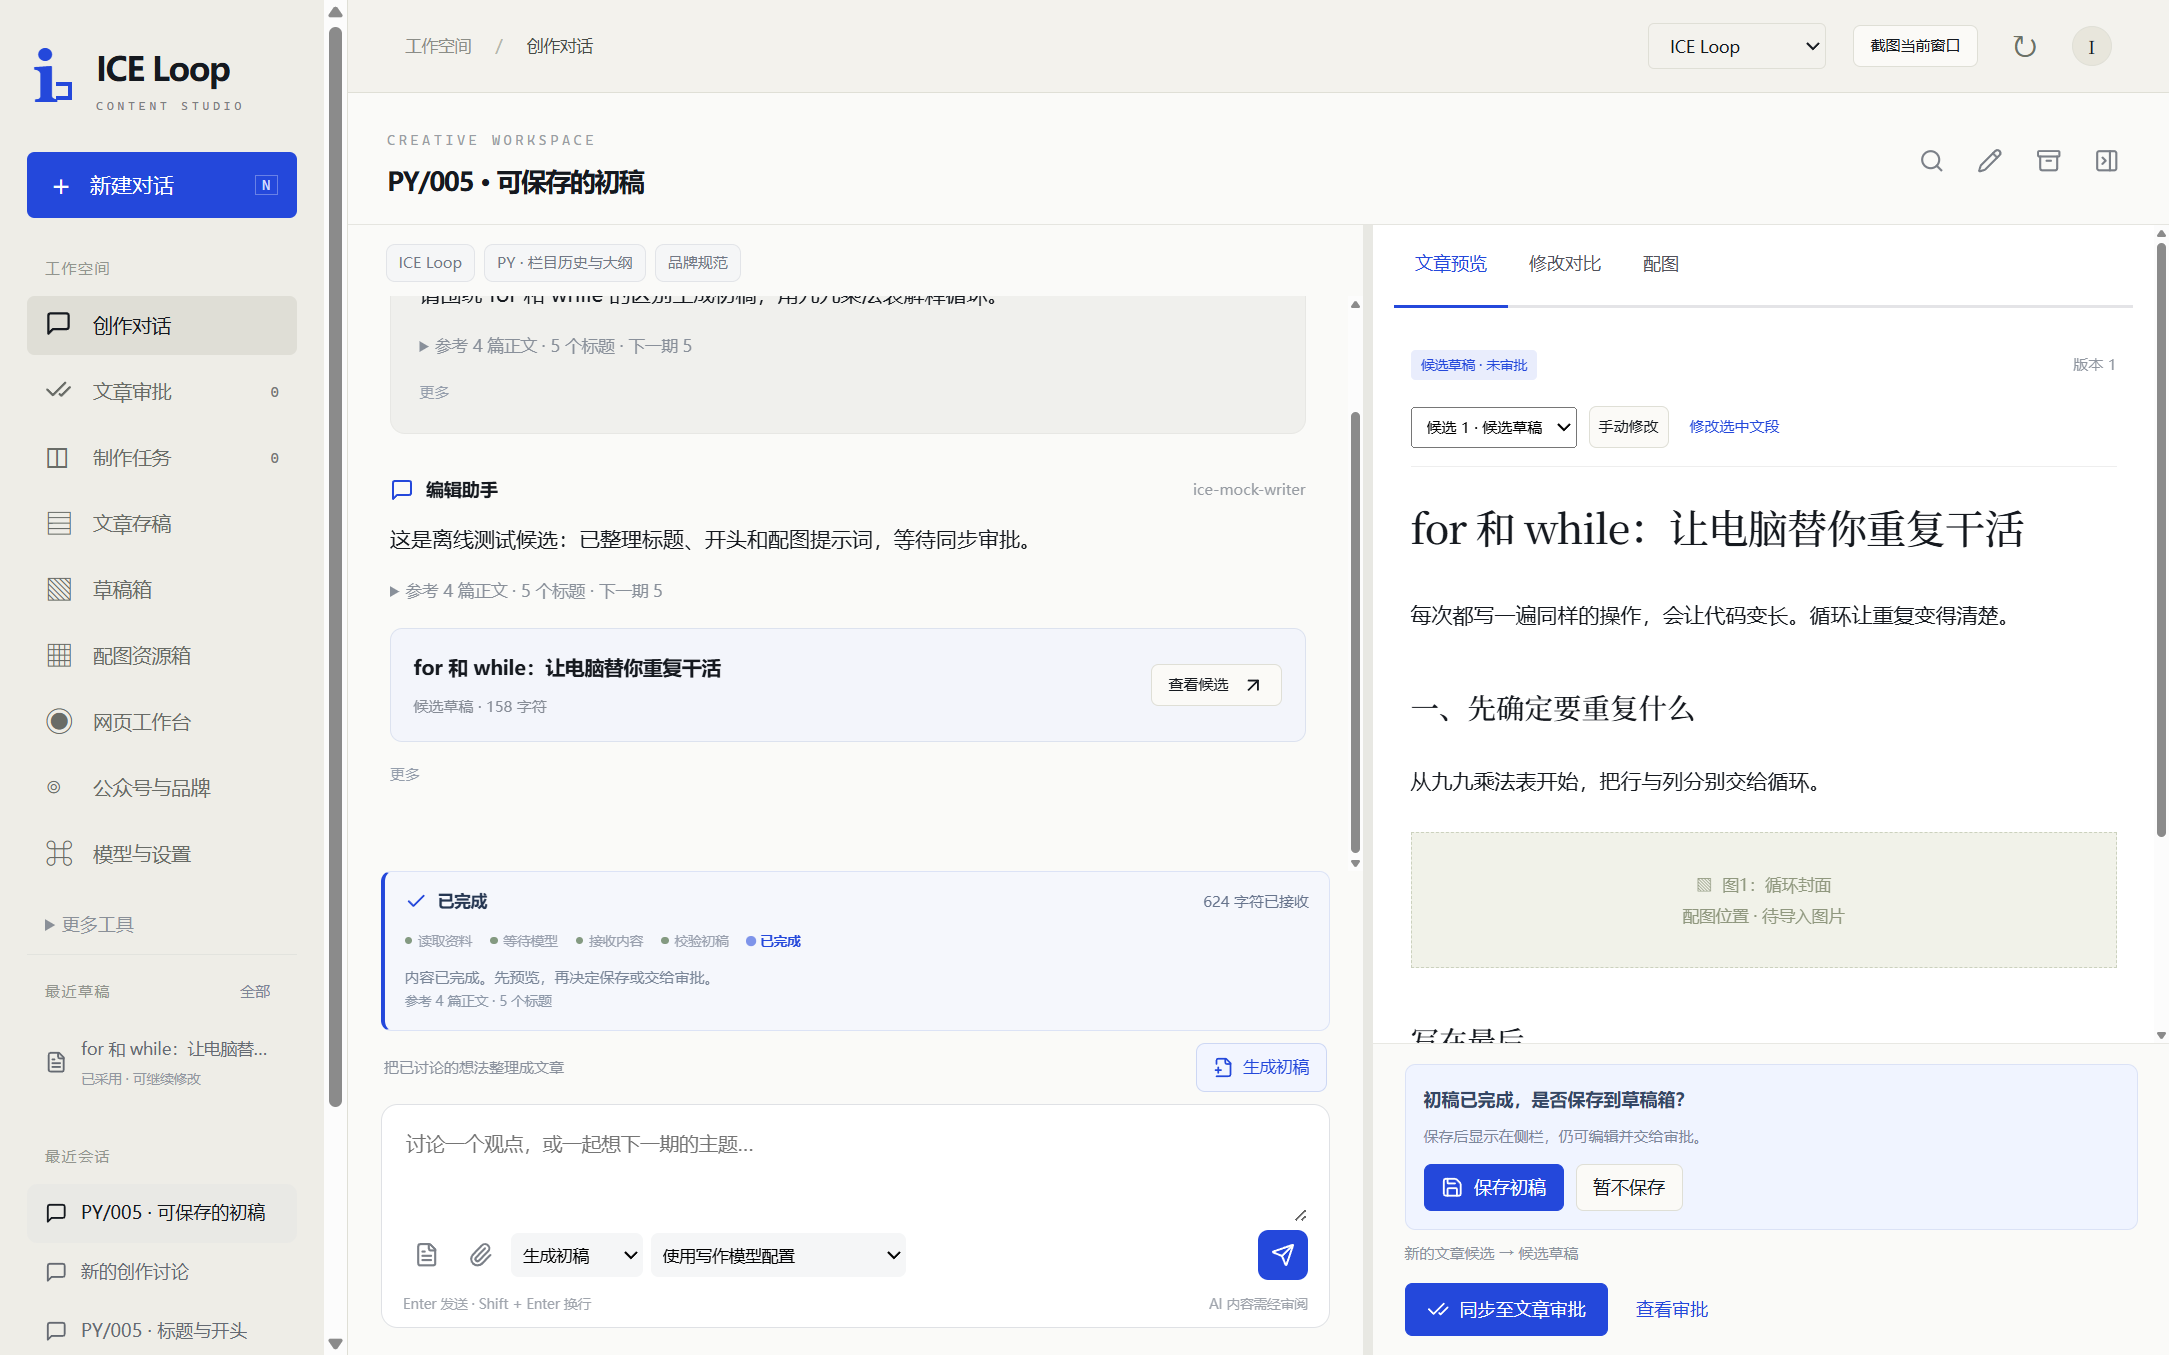 ICE Loop
CONTENT STUDIO
+ 新建对话 N
工作空间
创作对话
文章审批 0
制作任务 0
文章存稿
草稿箱
配图资源箱
网页工作台
公众号与品牌
模型与设置
▶ 更多工具
最近草稿 全部
for 和 while：让电脑替...
已采用 · 可继续修改
最近会话
PY/005 · 可保存的初稿
新的创作讨论
PY/005 · 标题与开头
工作空间 / 创作对话
ICE Loop
截图当前窗口
I
CREATIVE WORKSPACE
PY/005 • 可保存的初稿
ICE Loop
PY · 栏目历史与大纲
品牌规范
请围绕 for 和 while 的区别生成初稿，用九九乘法表解释循环。
▶ 参考 4 篇正文 · 5 个标题 · 下一期 5
更多
编辑助手 ice-mock-writer
这是离线测试候选：已整理标题、开头和配图提示词，等待同步审批。
▶ 参考 4 篇正文 · 5 个标题 · 下一期 5
for 和 while：让电脑替你重复干活
候选草稿 · 158 字符
查看候选
更多
已完成 624 字符已接收
读取资料 等待模型 接收内容 校验初稿 已完成
内容已完成。先预览，再决定保存或交给审批。
参考 4 篇正文 · 5 个标题
把已讨论的想法整理成文章
生成初稿
讨论一个观点，或一起想下一期的主题...
生成初稿
使用写作模型配置
Enter 发送 · Shift + Enter 换行
AI 内容需经审阅
文章预览 修改对比 配图
候选草稿 · 未审批 版本 1
候选 1 · 候选草稿
手动修改
修改选中文段
for 和 while：让电脑替你重复干活
每次都写一遍同样的操作，会让代码变长。循环让重复变得清楚。
一、先确定要重复什么
从九九乘法表开始，把行与列分别交给循环。
图1：循环封面
配图位置 · 待导入图片
写在最后
初稿已完成，是否保存到草稿箱？
保存后显示在侧栏，仍可编辑并交给审批。
保存初稿
暂不保存
新的文章候选 → 候选草稿
同步至文章审批
查看审批